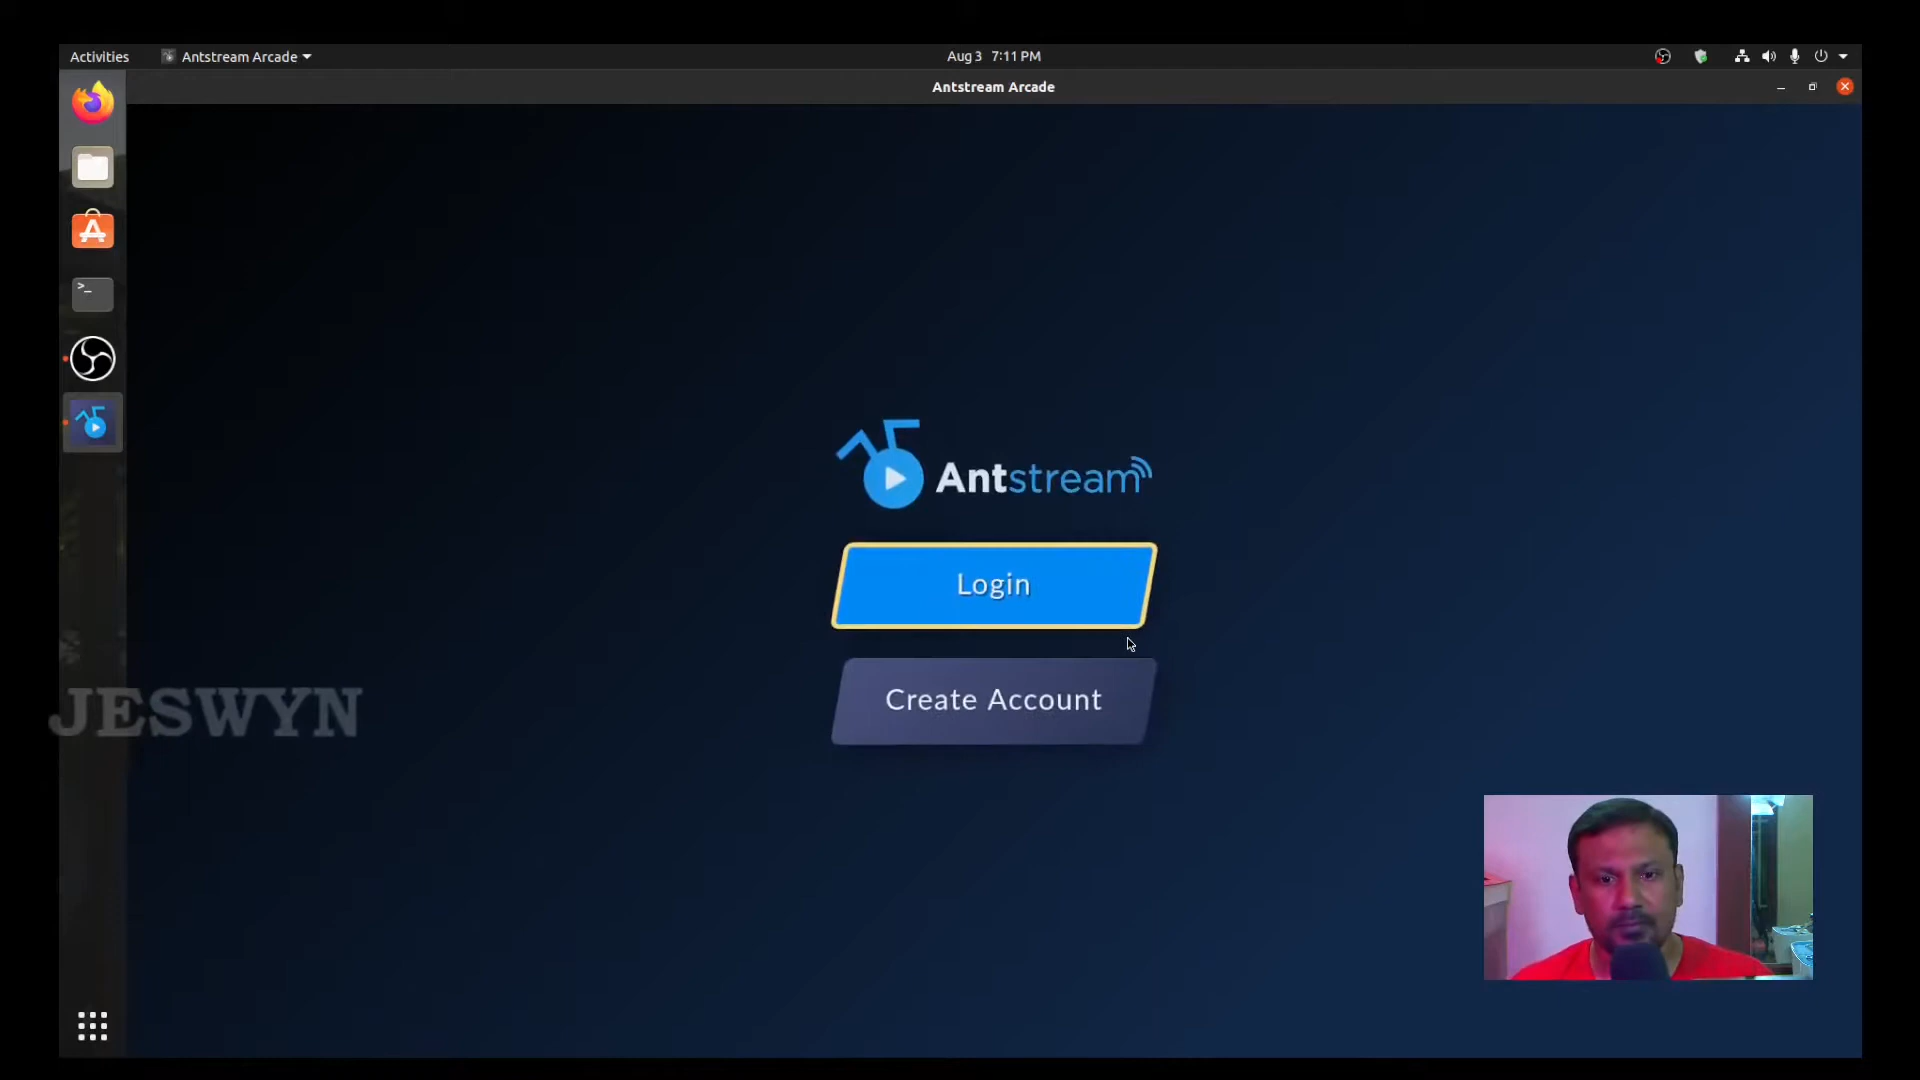 Activities
Antstream Arcade
Aug 3 7:11 PM
Antstream Arcade
Antstream
Login
Create Account
JESWYN